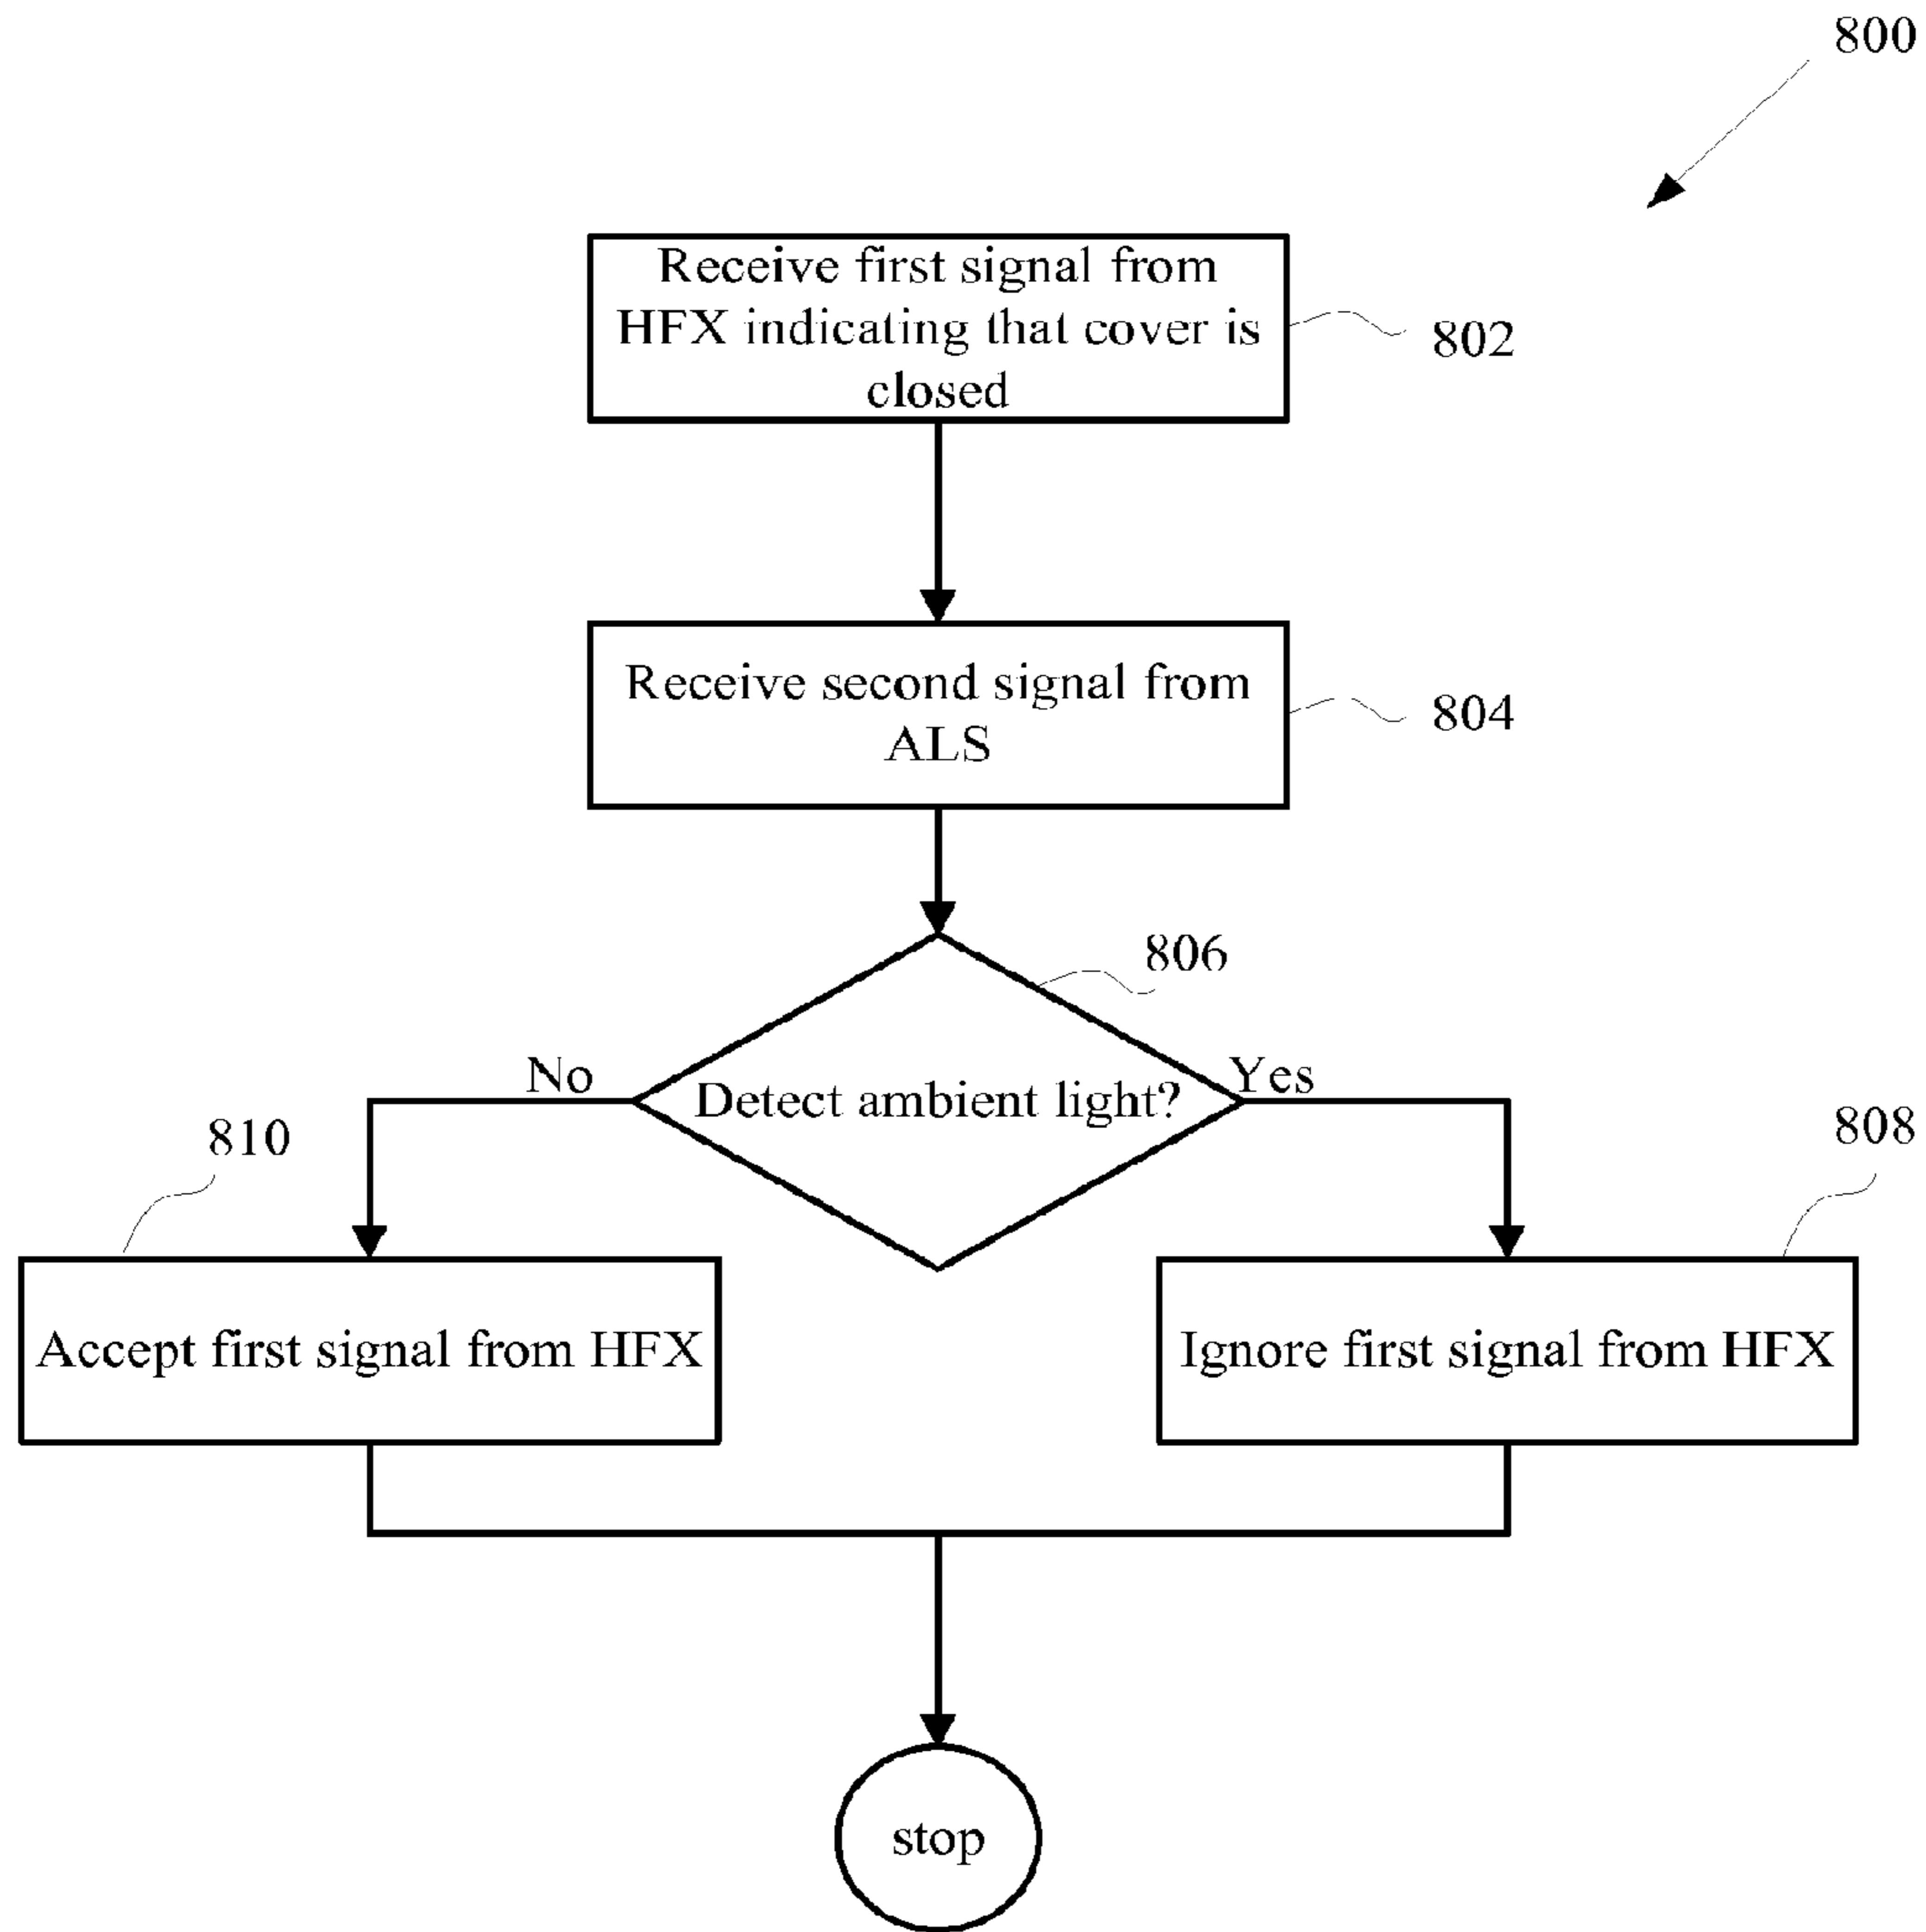 800
Receive first signal from
HFX indicating that cover is
closed
802
Receive second signal from
ALS
804
806
No
Detect ambient light?
Yes
810
808
Accept first signal from HFX
Ignore first signal from HFX
stop